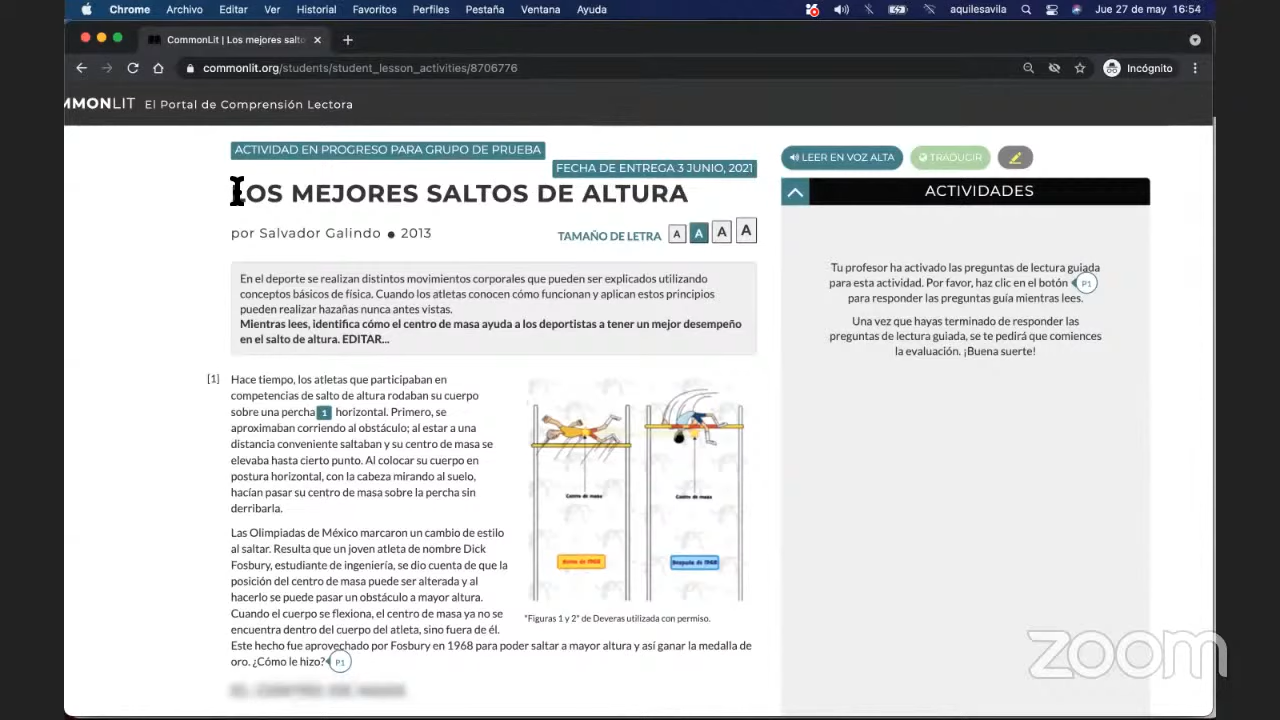 Chrome Archivo Editar Ver Historial Favoritos Perfiles Pestaña Ventana Ayuda aquilesavila Jue 27 de may 16:54
CommonLit | Los mejores salto
commonlit.org/students/student_lesson_activities/8706776 Incógnito
MMONLIT El Portal de Comprensión Lectora
ACTIVIDAD EN PROGRESO PARA GRUPO DE PRUEBA
FECHA DE ENTREGA 3 JUNIO, 2021
LOS MEJORES SALTOS DE ALTURA
por Salvador Galindo ● 2013
TAMAÑO DE LETRA A A A A
En el deporte se realizan distintos movimientos corporales que pueden ser explicados utilizando
conceptos básicos de física. Cuando los atletas conocen cómo funcionan y aplican estos principios
pueden realizar hazañas nunca antes vistas.
Mientras lees, identifica cómo el centro de masa ayuda a los deportistas a tener un mejor desempeño
en el salto de altura. EDITAR...
[1] Hace tiempo, los atletas que participaban en
competencias de salto de altura rodaban su cuerpo
sobre una percha 1 horizontal. Primero, se
aproximaban corriendo al obstáculo; al estar a una
distancia conveniente saltaban y su centro de masa se
elevaba hasta cierto punto. Al colocar su cuerpo en
postura horizontal, con la cabeza mirando al suelo,
hacían pasar su centro de masa sobre la percha sin
derribarla.
Las Olimpiadas de México marcaron un cambio de estilo
al saltar. Resulta que un joven atleta de nombre Dick
Fosbury, estudiante de ingeniería, se dio cuenta de que la
posición del centro de masa puede ser alterada y al
hacerlo se puede pasar un obstáculo a mayor altura.
Cuando el cuerpo se flexiona, el centro de masa ya no se
encuentra dentro del cuerpo del atleta, sino fuera de él.
Este hecho fue aprovechado por Fosbury en 1968 para poder saltar a mayor altura y así ganar la medalla de
oro. ¿Cómo le hizo? P1
EL CENTRO DE MASA
Centro de masa
Centro de masa
Antes de 1968
Después de 1968
"Figuras 1 y 2" de Deveras utilizada con permiso.
LEER EN VOZ ALTA TRADUCIR
ACTIVIDADES
Tu profesor ha activado las preguntas de lectura guiada
para esta actividad. Por favor, haz clic en el botón P1
para responder las preguntas guía mientras lees.
Una vez que hayas terminado de responder las
preguntas de lectura guiada, se te pedirá que comiences
la evaluación. ¡Buena suerte!
zoom